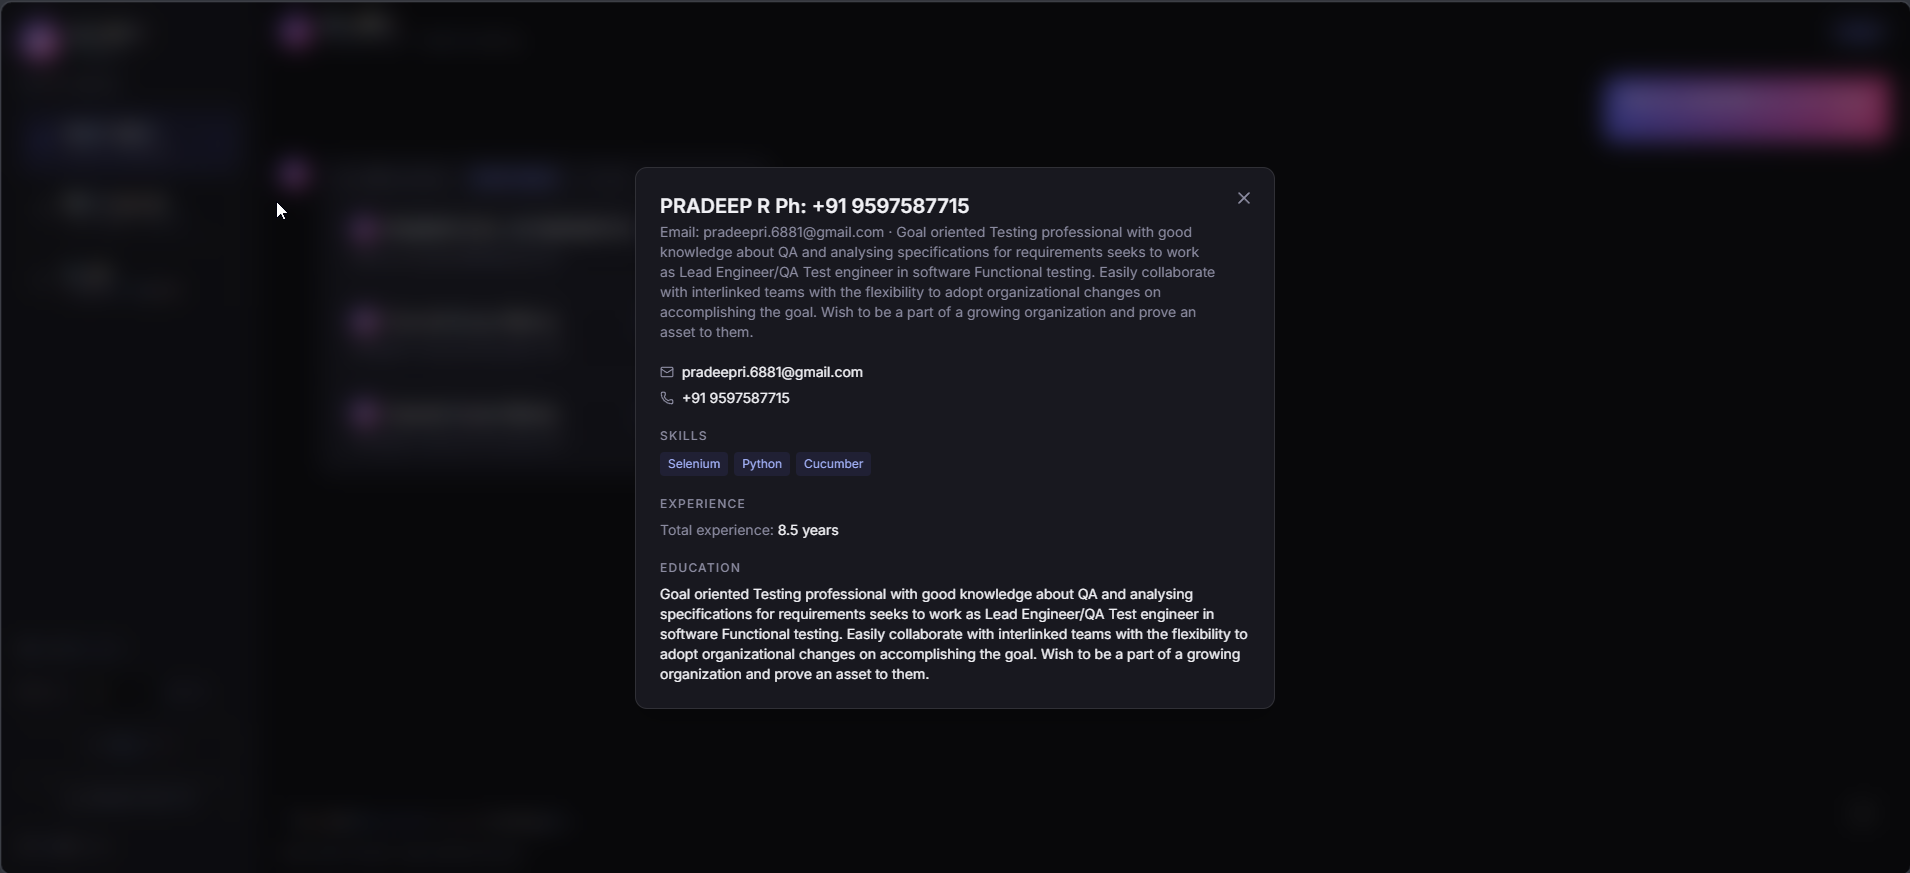 PRADEEP R Ph: +91 9597587715
Email: pradeepri.6881@gmail.com · Goal oriented Testing professional with good
knowledge about QA and analysing specifications for requirements seeks to work
as Lead Engineer/QA Test engineer in software Functional testing. Easily collaborate
with interlinked teams with the flexibility to adopt organizational changes on
accomplishing the goal. Wish to be a part of a growing organization and prove an
asset to them.
pradeepri.6881@gmail.com
+91 9597587715
SKILLS
Selenium Python Cucumber
EXPERIENCE
Total experience: 8.5 years
EDUCATION
Goal oriented Testing professional with good knowledge about QA and analysing
specifications for requirements seeks to work as Lead Engineer/QA Test engineer in
software Functional testing. Easily collaborate with interlinked teams with the flexibility to
adopt organizational changes on accomplishing the goal. Wish to be a part of a growing
organization and prove an asset to them.